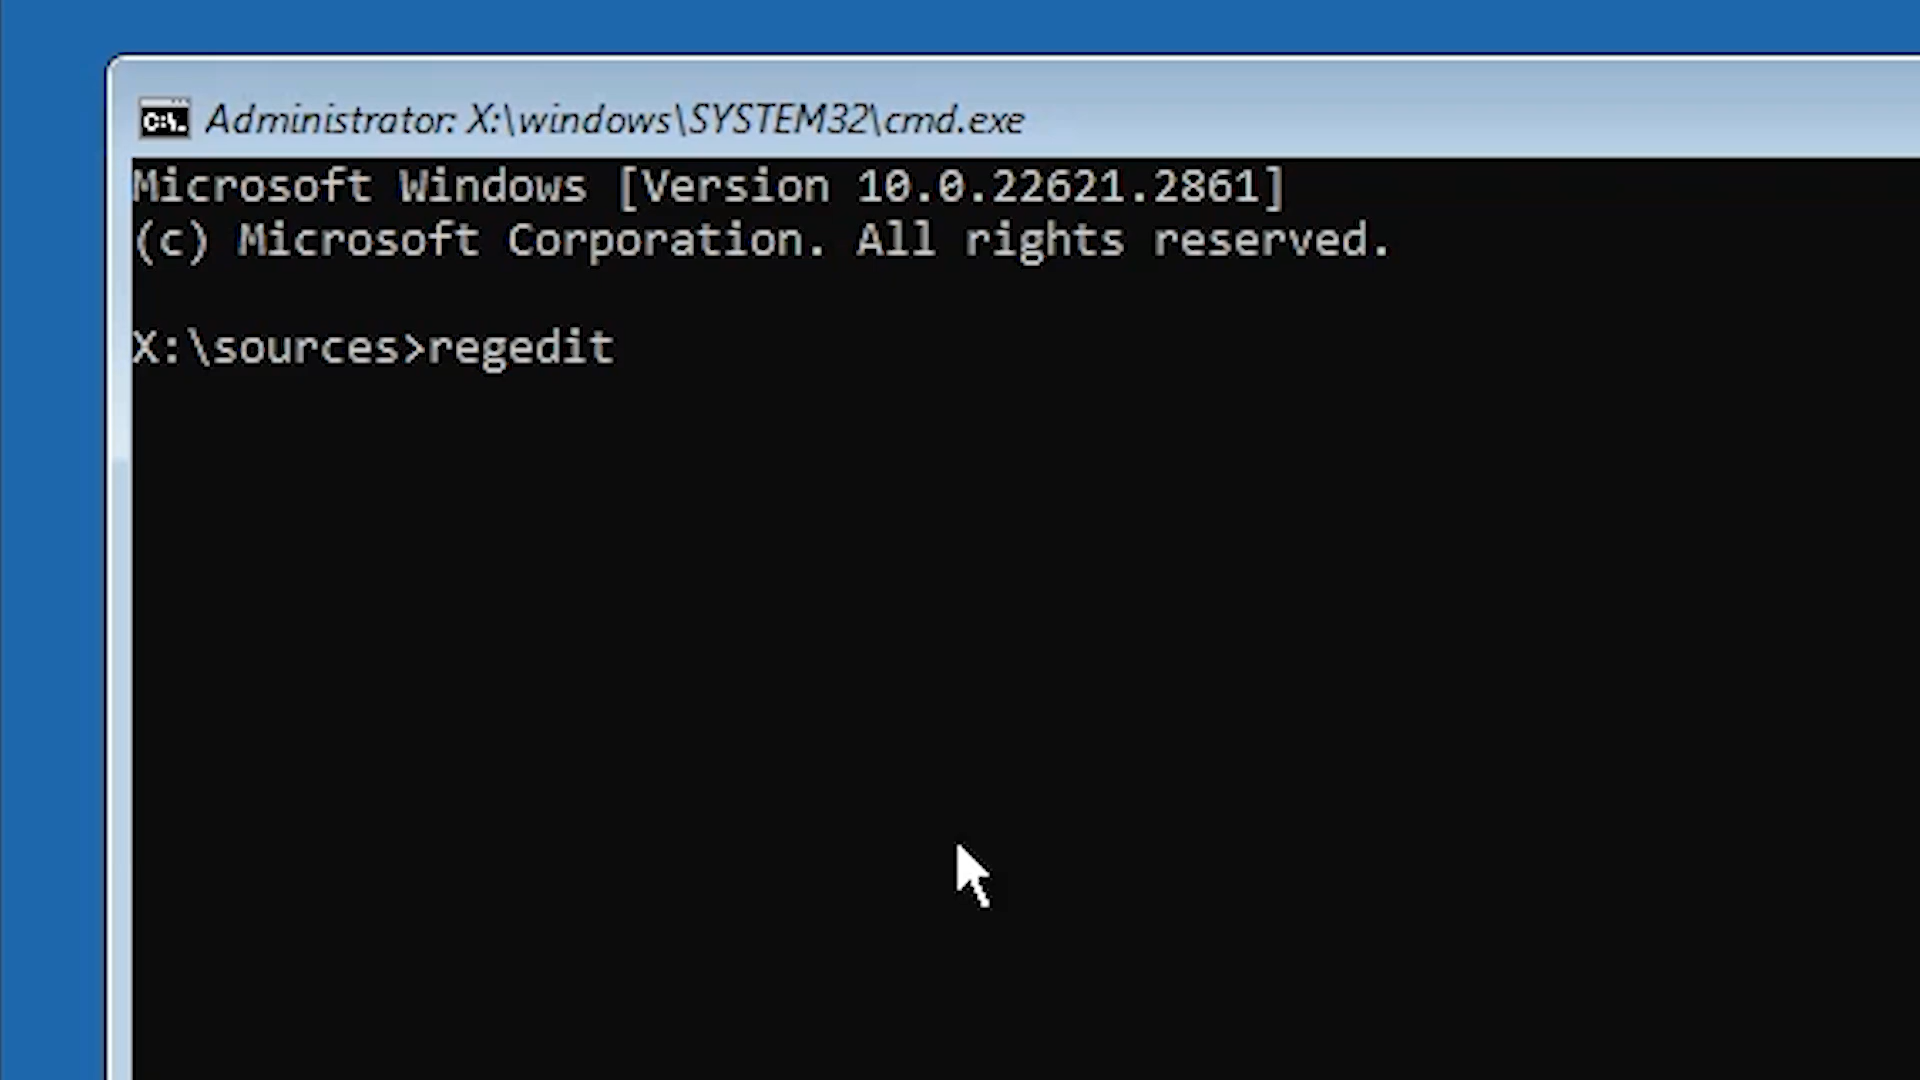 Administrator: X:\windows\SYSTEM32\cmd.exe
Microsoft Windows [Version 10.0.22621.2861]
(c) Microsoft Corporation. All rights reserved.
X:\sources>regedit